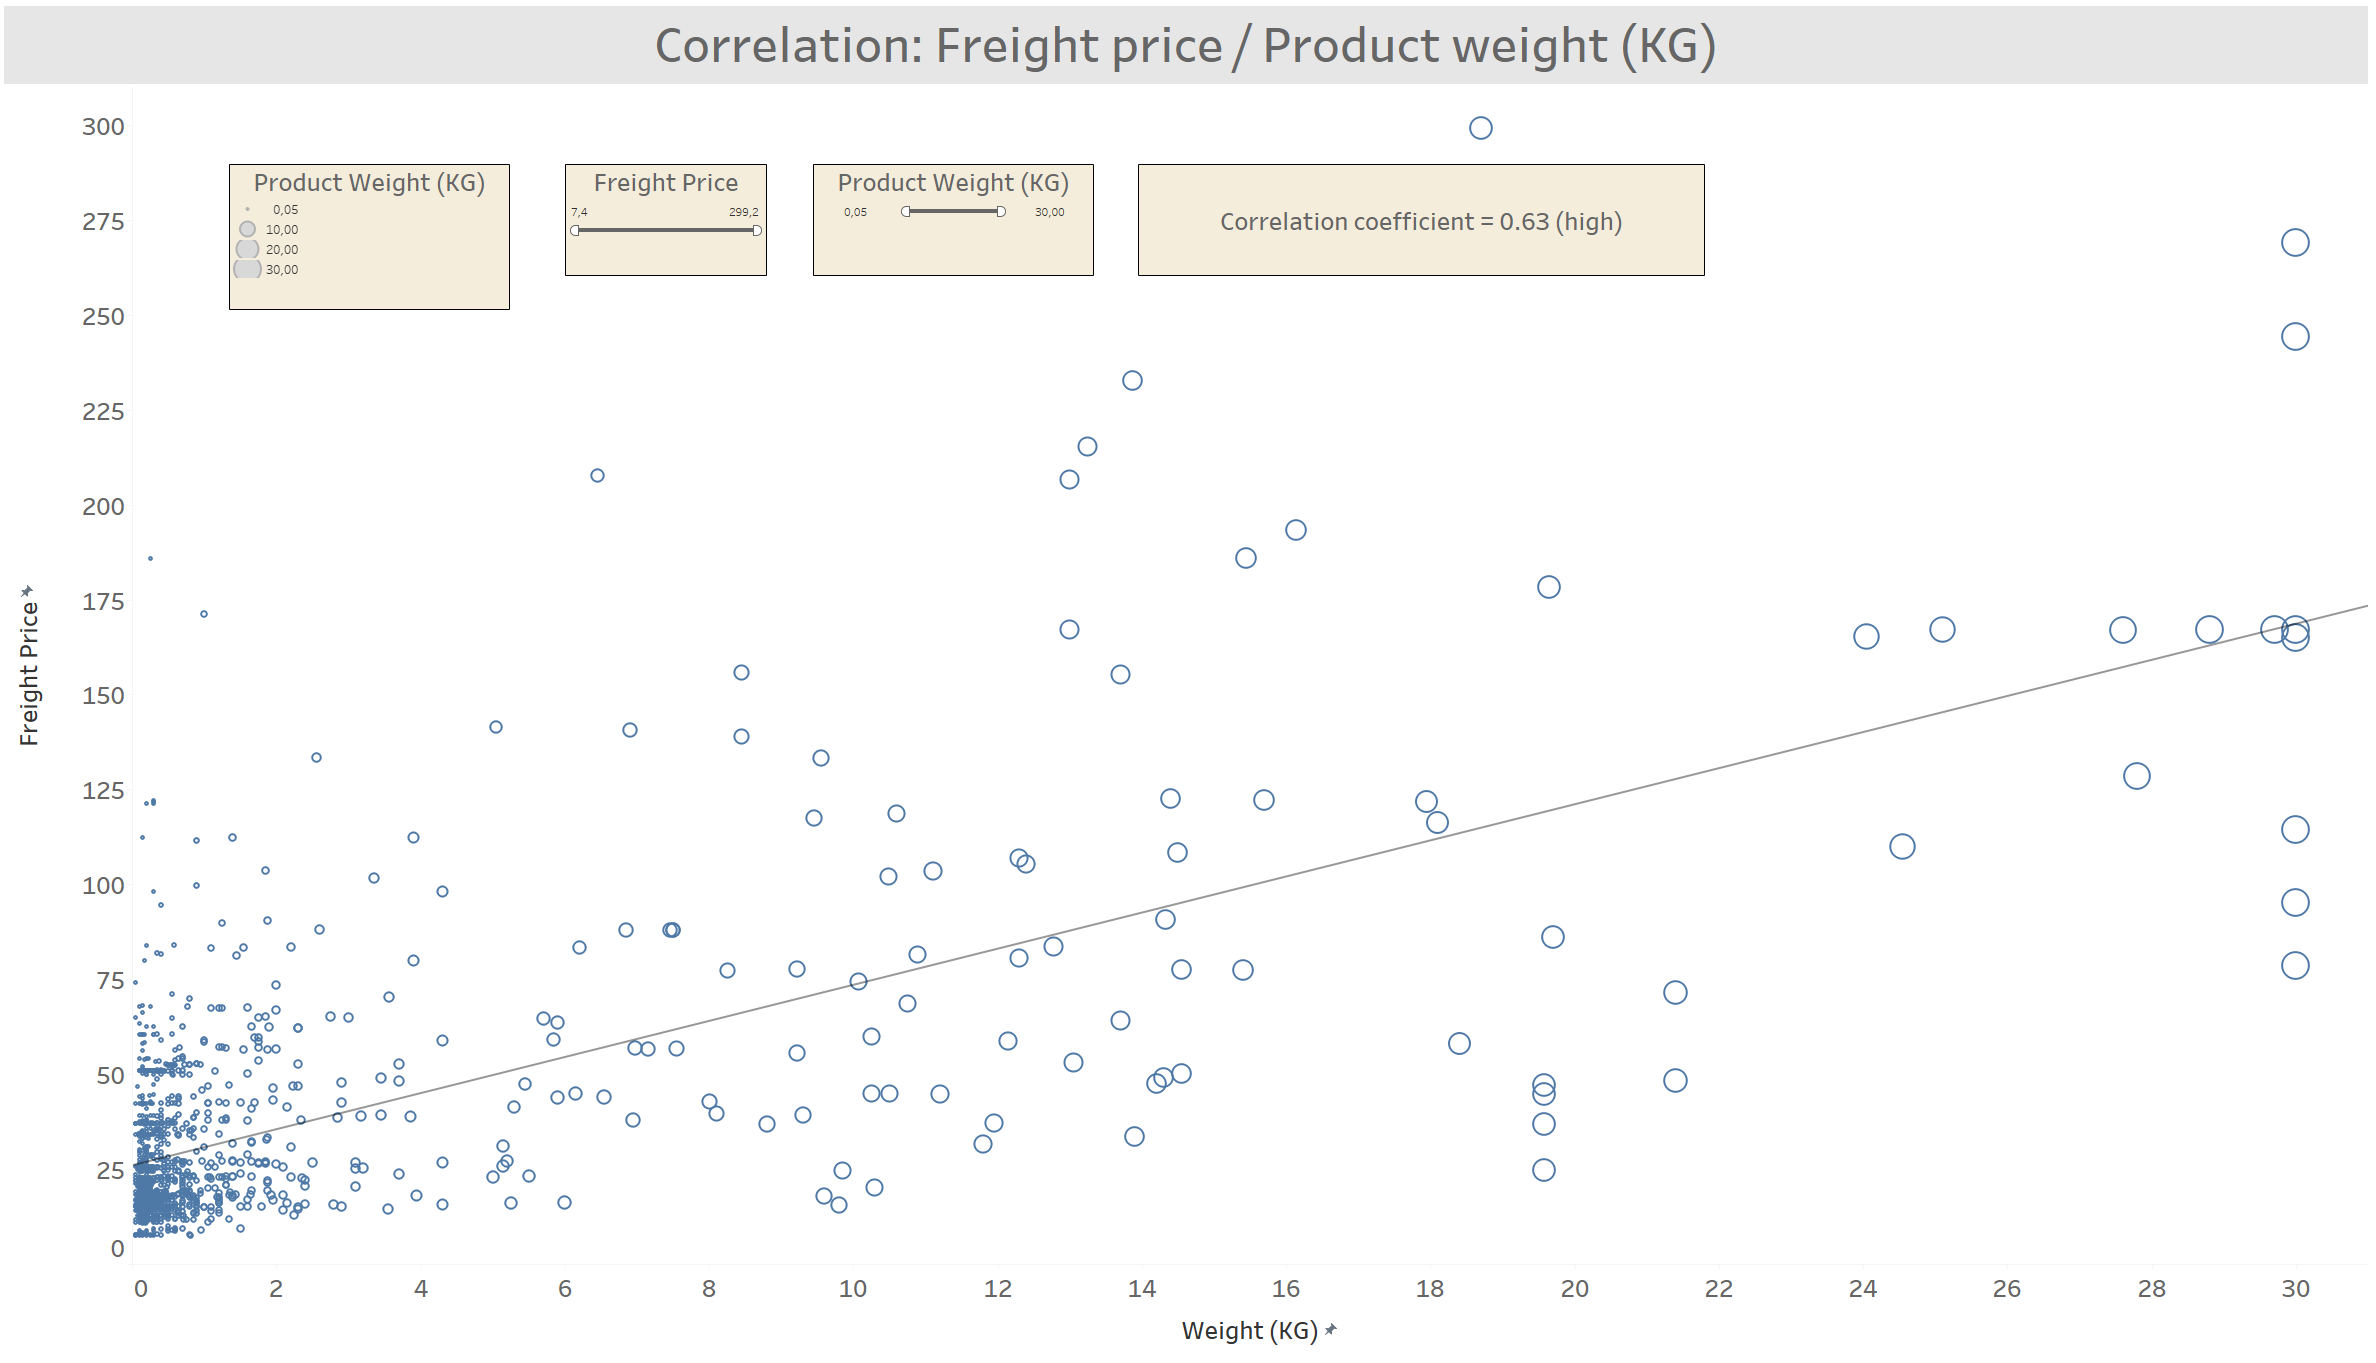 Correlation: Freight price / Product weight (KG)
Product Weight (KG)
0,05
10,00
20,00
30,00
Freight Price
7,4 299,2
Product Weight (KG)
0,05 30,00
Correlation coefficient = 0.63 (high)
Freight Price
300
275
250
225
200
175
150
125
100
75
50
25
0
0 2 4 6 8 10 12 14 16 18 20 22 24 26 28 30
Weight (KG)